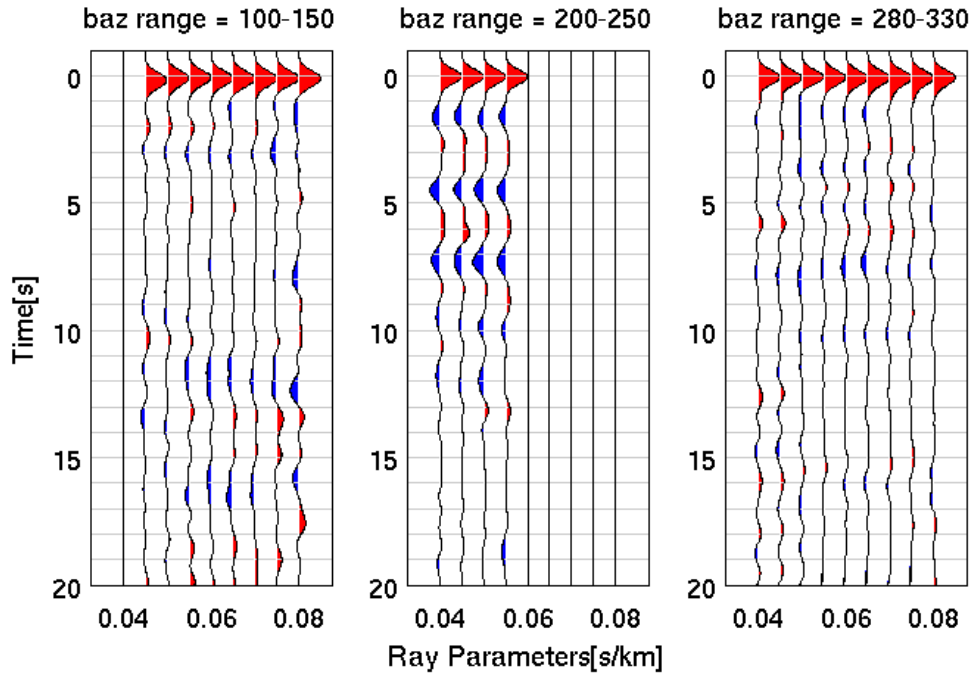 baz range = 100-150 baz range = 200-250 baz range = 280-330
0 0 0
5 5 5
Time[s]
10 10 10
15 15 15
20 20 20
0.04 0.06 0.08 0.04 0.06 0.08 0.04 0.06 0.08
Ray Parameters[s/km]